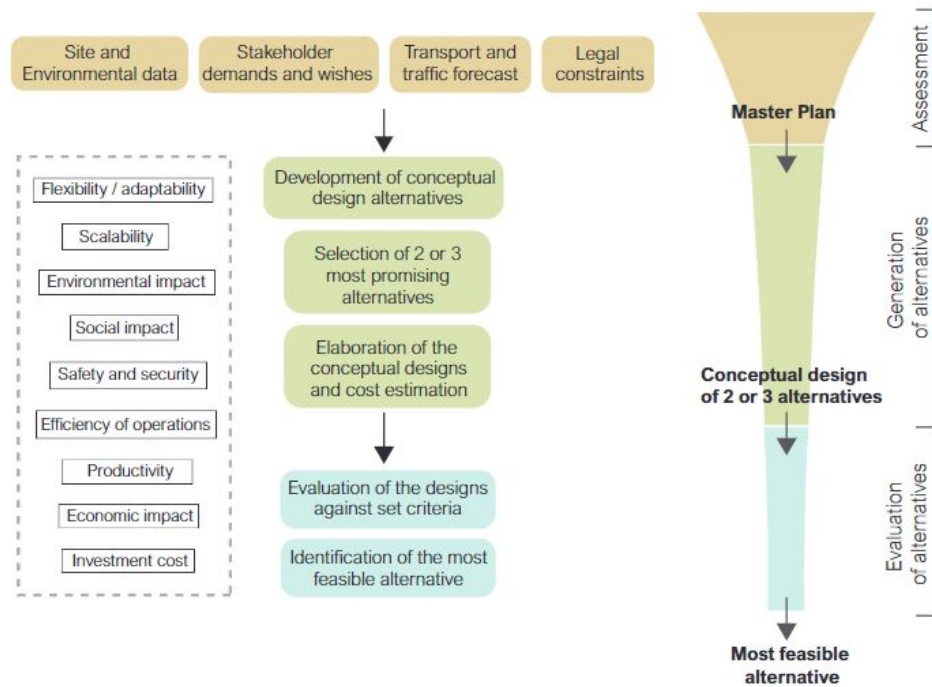 Site and
Environmental data
Stakeholder
demands and wishes
Transport and
traffic forecast
Legal
constraints
Flexibility / adaptability
Scalability
Environmental impact
Social impact
Safety and security
Efficiency of operations
Productivity
Economic impact
Investment cost
Development of conceptual
design alternatives
Selection of 2 or 3
most promising
alternatives
Elaboration of the
conceptual designs
and cost estimation
Evaluation of the designs
against set criteria
Identification of the most
feasible alternative
Master Plan
Conceptual design
of 2 or 3 alternatives
Most feasible
alternative
Assessment
Generation
of alternatives
Evaluation
of alternatives